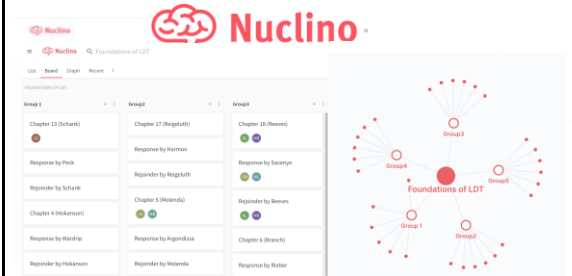 Nuclino
Nuclino
Nuclino Foundations of LDT
List Board Graph Recent
FOUNDATIONS OF LDT
Group 1 Group2 Group3
Chapter 13 (Schank) Chapter 17 (Reigeluth) Chapter 18 (Reeves)
Response by Peck Response by Harmon Response by Savenye
Rejoinder by Schank Rejoinder by Reigeluth Rejoinder by Reeves
Chapter 4 (Hokanson) Chapter 5 (Molenda) Chapter 6 (Branch)
Response by Wardrip Response by Angondizza Response by Rieber
Rejoinder by Hokanson Rejoinder by Molenda
Group3
Group4
Group5
Foundations of LDT
Group 1
Group2